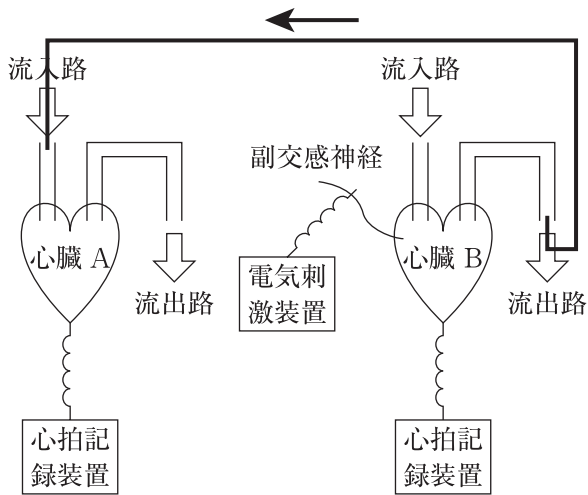 流入路
流入路
副交感神経
心臓 A
電気刺
激装置
心臓 B
流出路
流出路
心拍記
録装置
心拍記
録装置